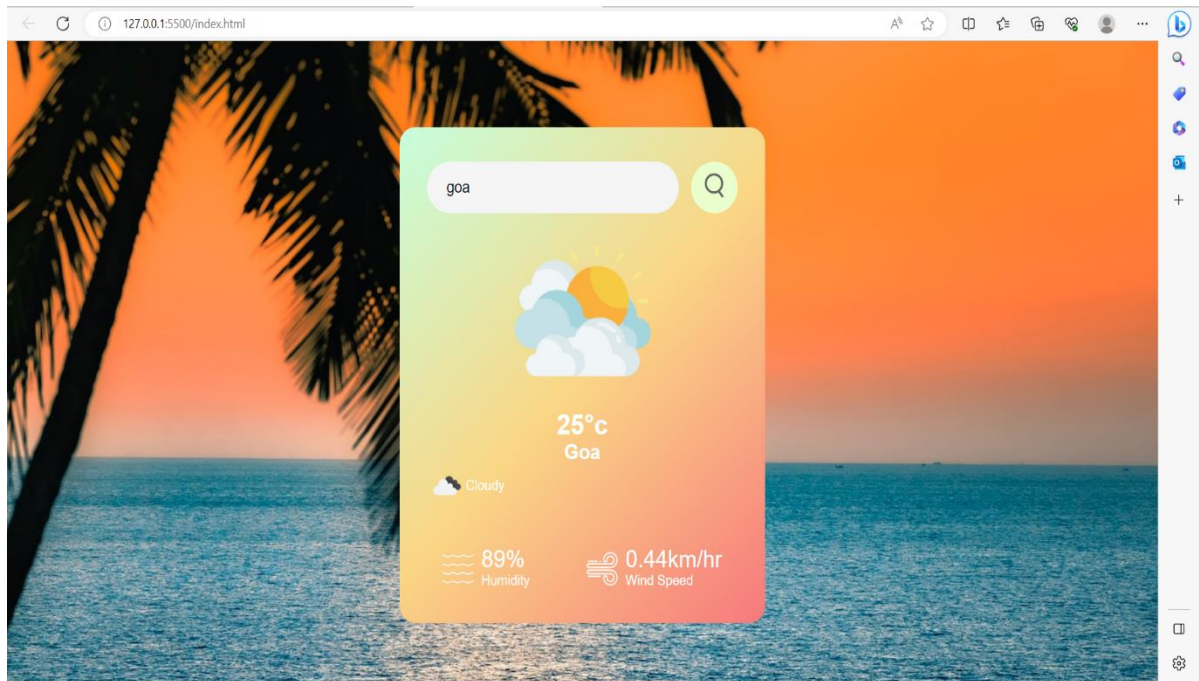 127.0.0.1:5500/index.html
goa
25°c
Goa
Cloudy
89%
Humidity
0.44km/hr
Wind Speed